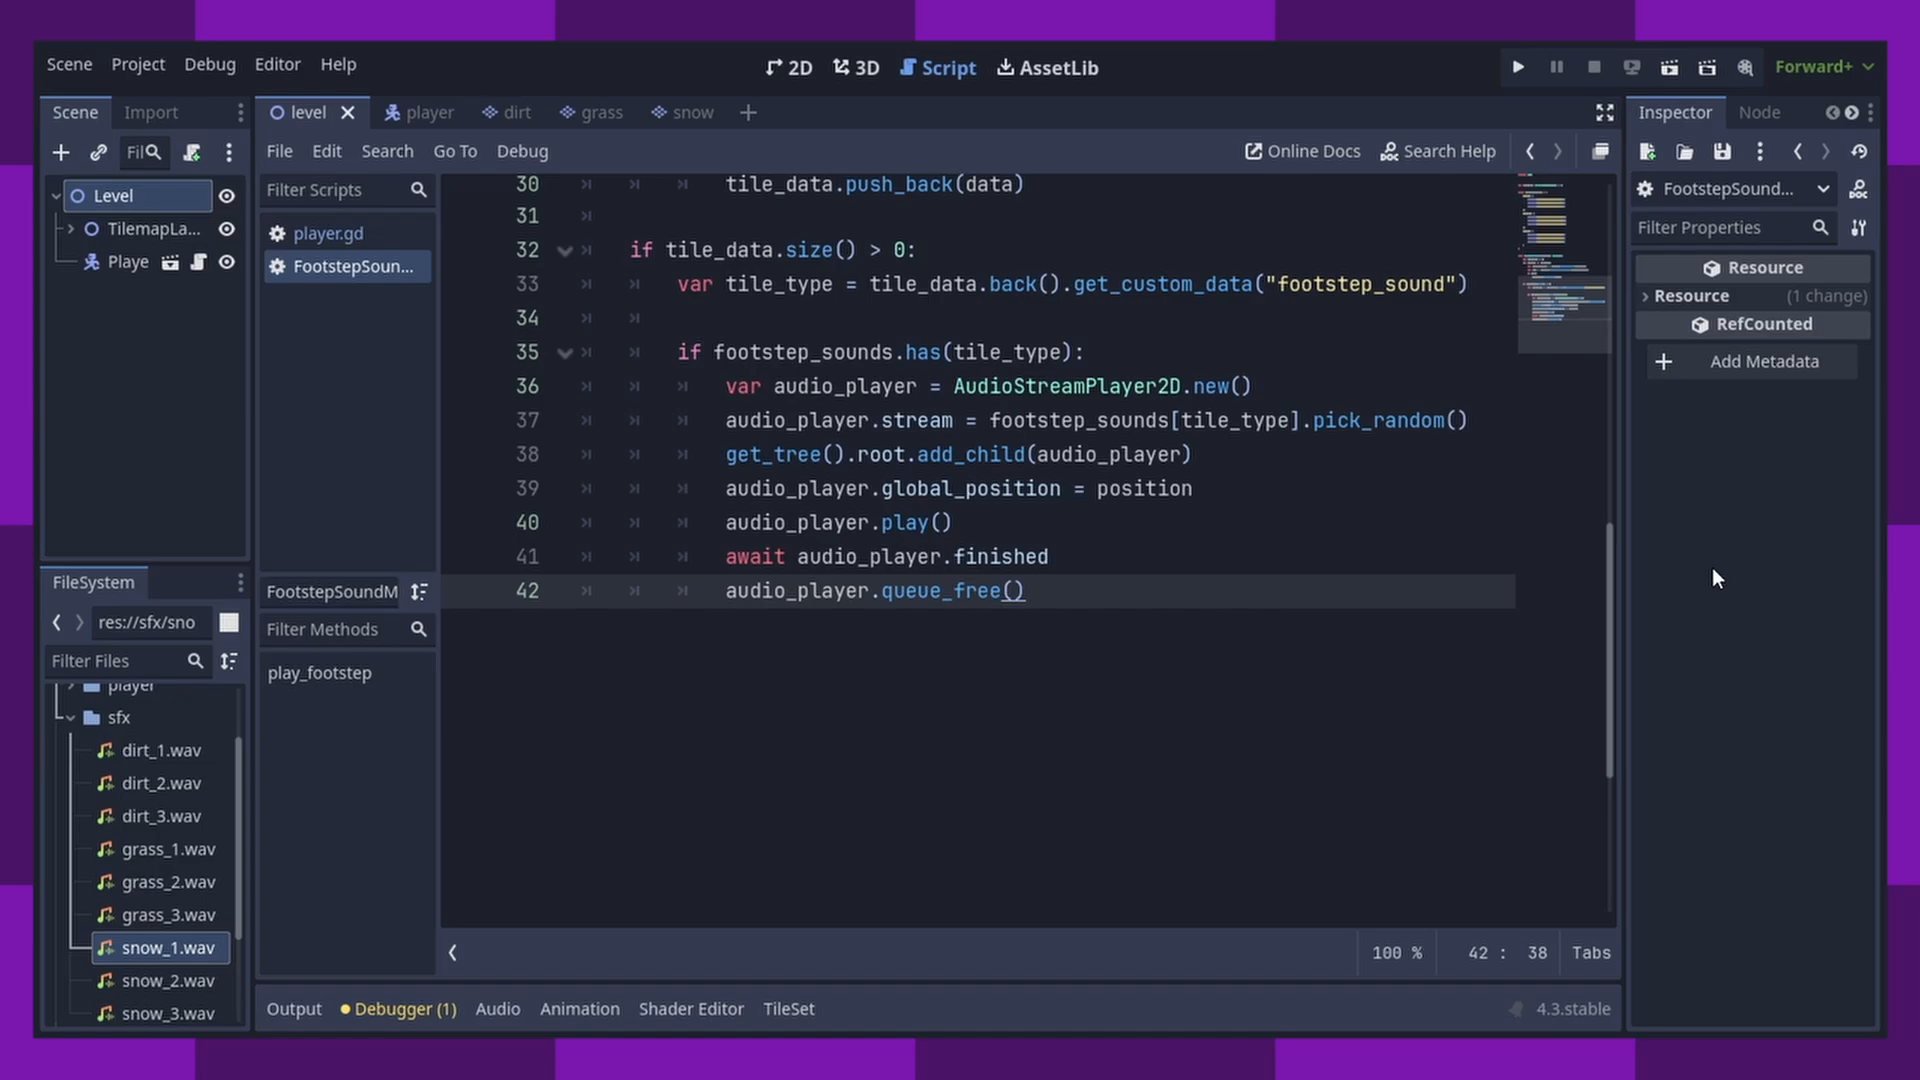 Scene Project Debug Editor Help
2D 3D Script AssetLib
Forward+
Scene Import
level player dirt grass snow
Inspector Node
Fil
File Edit Search Go To Debug
Online Docs Search Help
Filter Scripts
FootstepSound...
Level
TilemapLa...
Playe
player.gd
FootstepSoun...
Filter Properties
Resource
Resource (1 change)
RefCounted
Add Metadata
30 tile_data.push_back(data)
31
32 if tile_data.size() > 0:
33 var tile_type = tile_data.back().get_custom_data("footstep_sound")
34
35 if footstep_sounds.has(tile_type):
36 var audio_player = AudioStreamPlayer2D.new()
37 audio_player.stream = footstep_sounds[tile_type].pick_random()
38 get_tree().root.add_child(audio_player)
39 audio_player.global_position = position
40 audio_player.play()
41 await audio_player.finished
42 audio_player.queue_free()
FileSystem
res://sfx/sno
Filter Files
player
sfx
dirt_1.wav
dirt_2.wav
dirt_3.wav
grass_1.wav
grass_2.wav
grass_3.wav
snow_1.wav
snow_2.wav
snow_3.wav
FootstepSoundM
Filter Methods
play_footstep
100 % 42 : 38 Tabs
Output Debugger (1) Audio Animation Shader Editor TileSet
4.3.stable